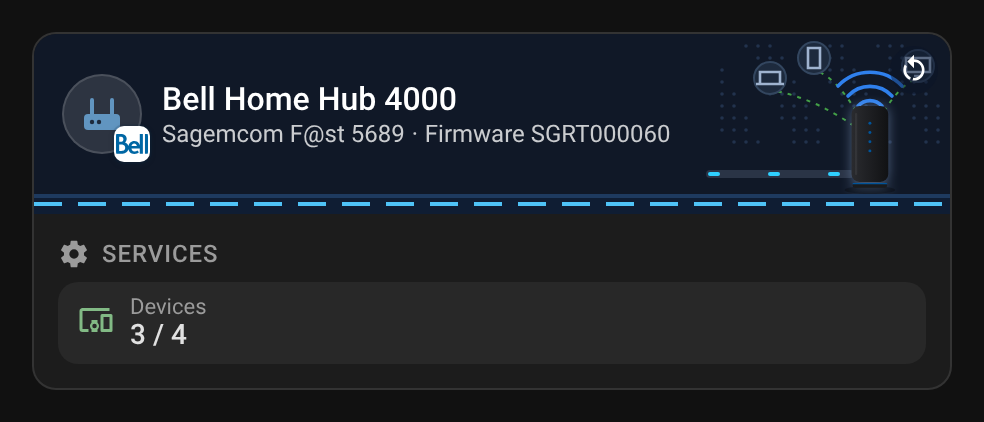 Bell Home Hub 4000
Bell
Sagemcom F@st 5689 · Firmware SGRT000060
SERVICES
Devices
3 / 4